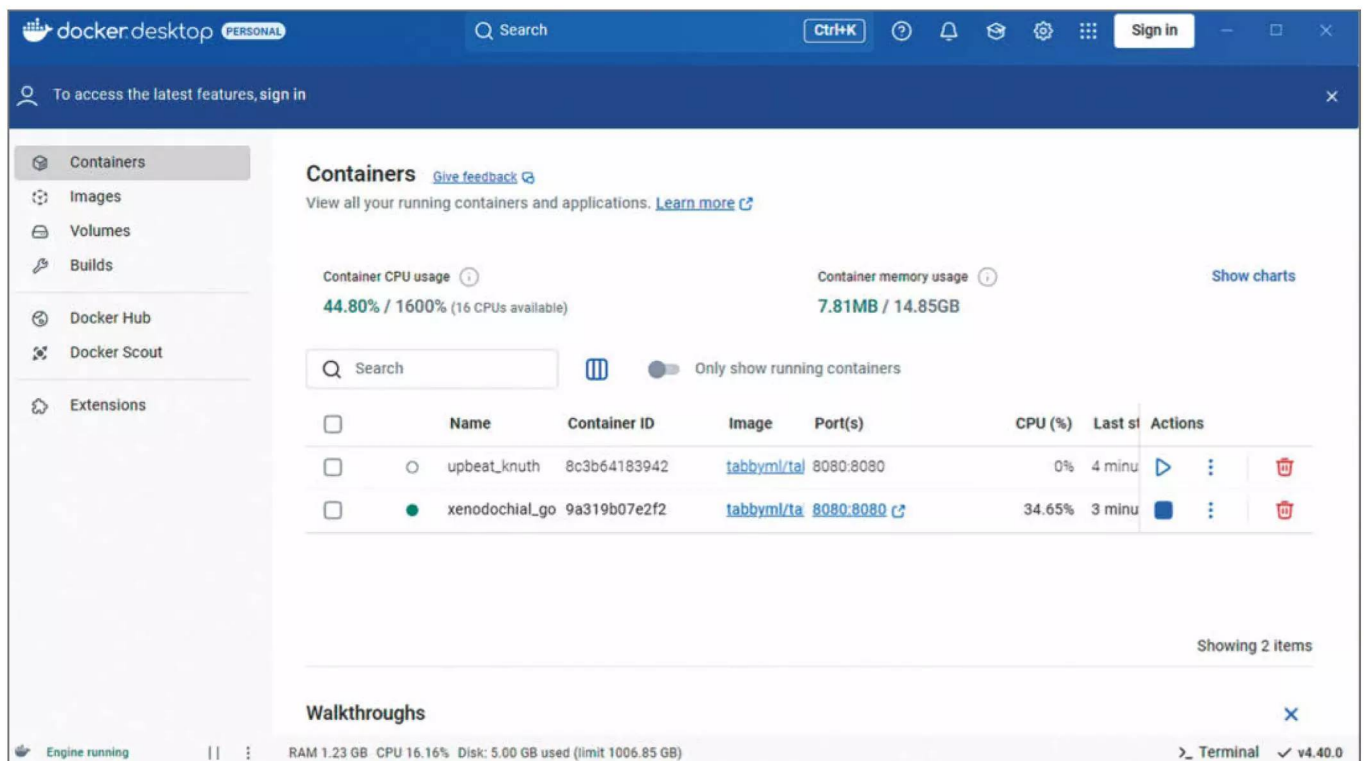 docker.desktop PERSONAL Search Ctrl+K Sign in
To access the latest features, sign in
Containers
Images
Volumes
Builds
Docker Hub
Docker Scout
Extensions
Containers Give feedback
View all your running containers and applications. Learn more
Container CPU usage Container memory usage Show charts
44.80% / 1600% (16 CPUs available) 7.81MB / 14.85GB
Search Only show running containers
Name Container ID Image Port(s) CPU (%) Last st Actions
upbeat_knuth 8c3b64183942 tabbyml/tal 8080:8080 0% 4 minu
xenodochial_go 9a319b07e2f2 tabbyml/ta 8080:8080 34.65% 3 minu
Showing 2 items
Walkthroughs
Engine running RAM 1.23 GB CPU 16.16% Disk: 5.00 GB used (limit 1006.85 GB) Terminal v4.40.0